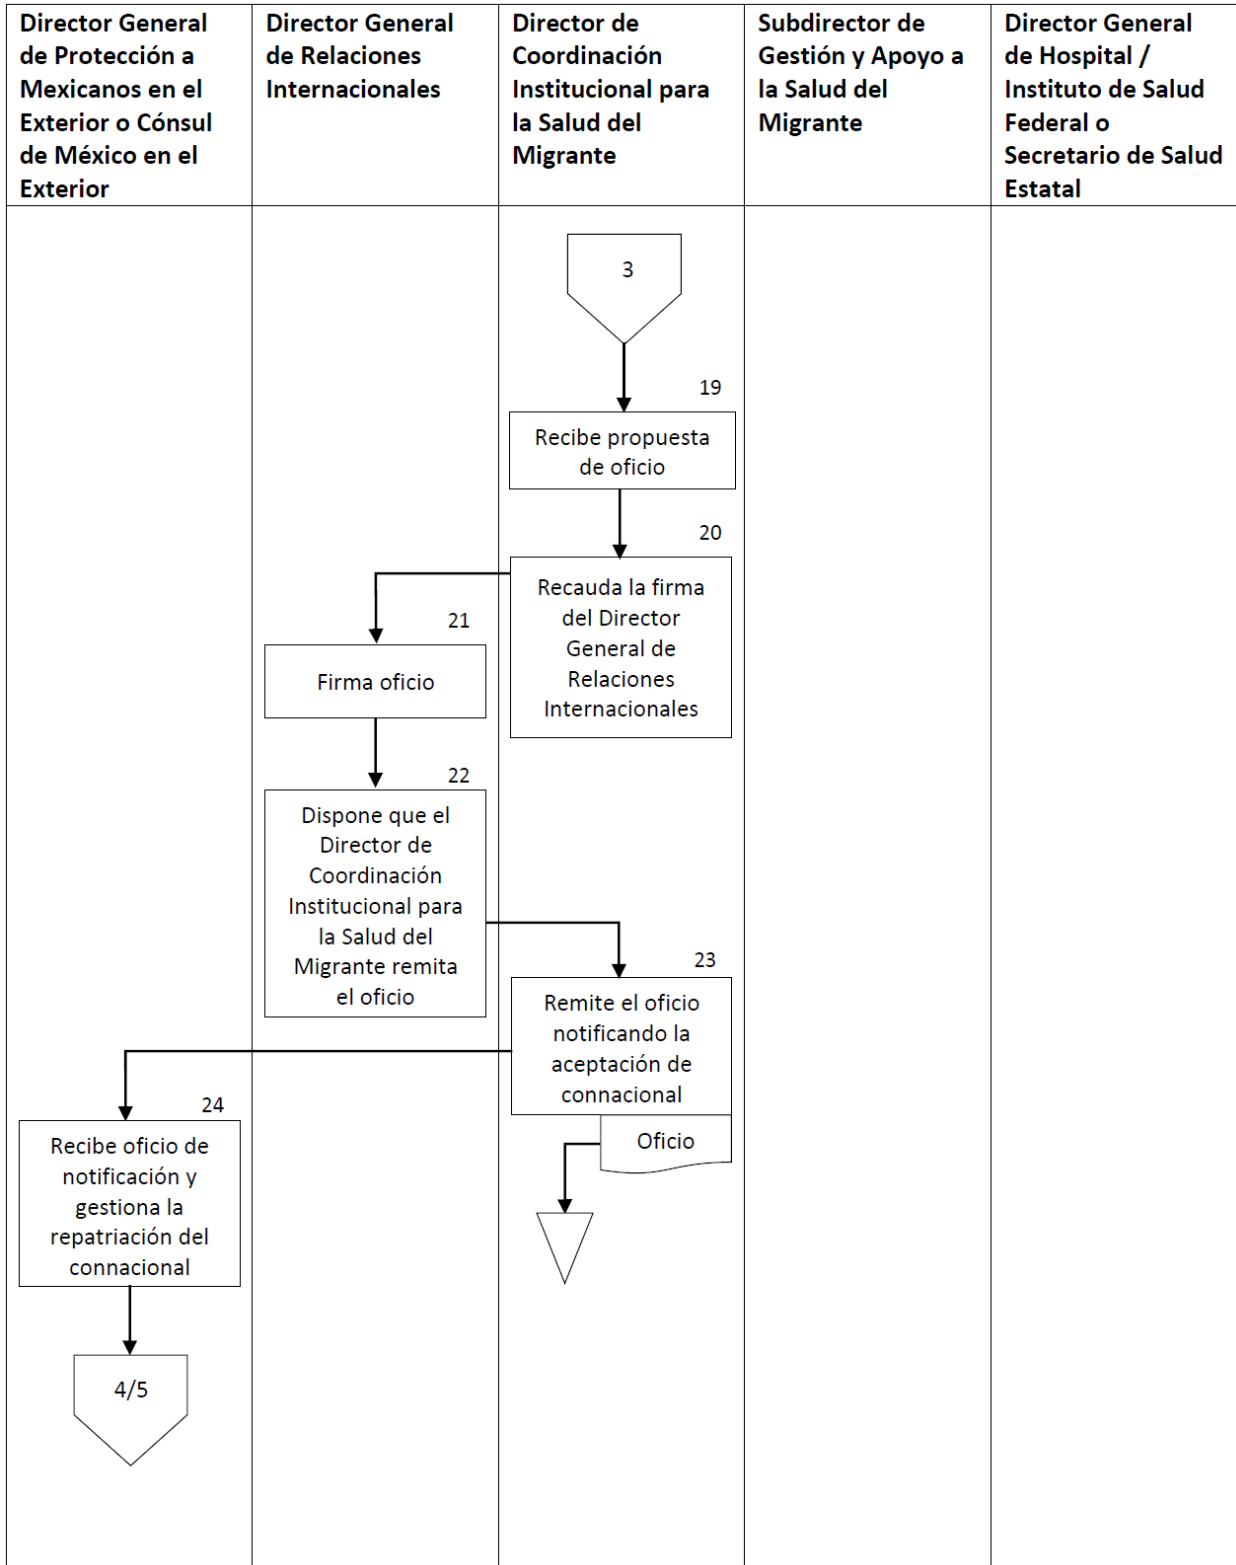 Director General
de Protección a
Mexicanos en el
Exterior o Cónsul
de México en el
Exterior
Director General
de Relaciones
Internacionales
Director de
Coordinación
Institucional para
la Salud del
Migrante
Subdirector de
Gestión y Apoyo a
la Salud del
Migrante
Director General
de Hospital /
Instituto de Salud
Federal o
Secretario de Salud
Estatal
3
19
Recibe propuesta
de oficio
20
Recauda la firma
del Director
General de
Relaciones
Internacionales
21
Firma oficio
22
Dispone que el
Director de
Coordinación
Institucional para
la Salud del
Migrante remita
el oficio
23
Remite el oficio
notificando la
aceptación de
connacional
Oficio
24
Recibe oficio de
notificación y
gestiona la
repatriación del
connacional
4/5